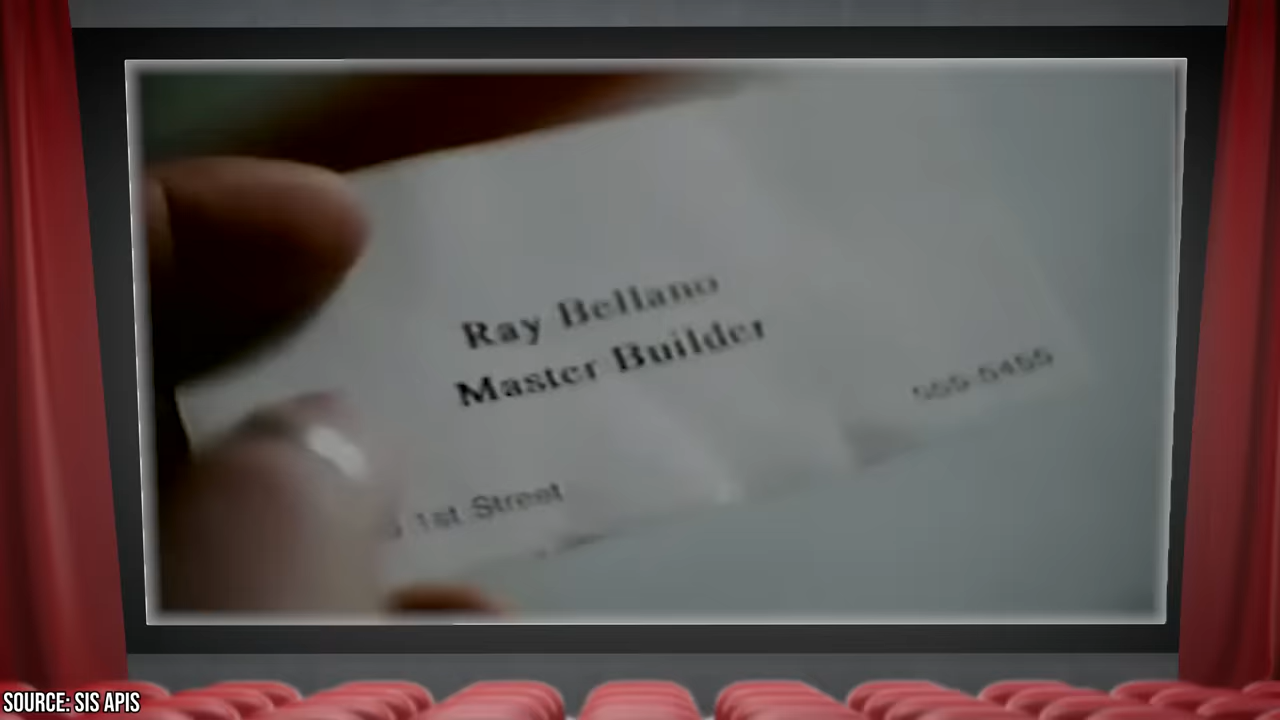 Ray Bellano
Master Builder
555-5455
1st Street
SOURCE: SIS APIS